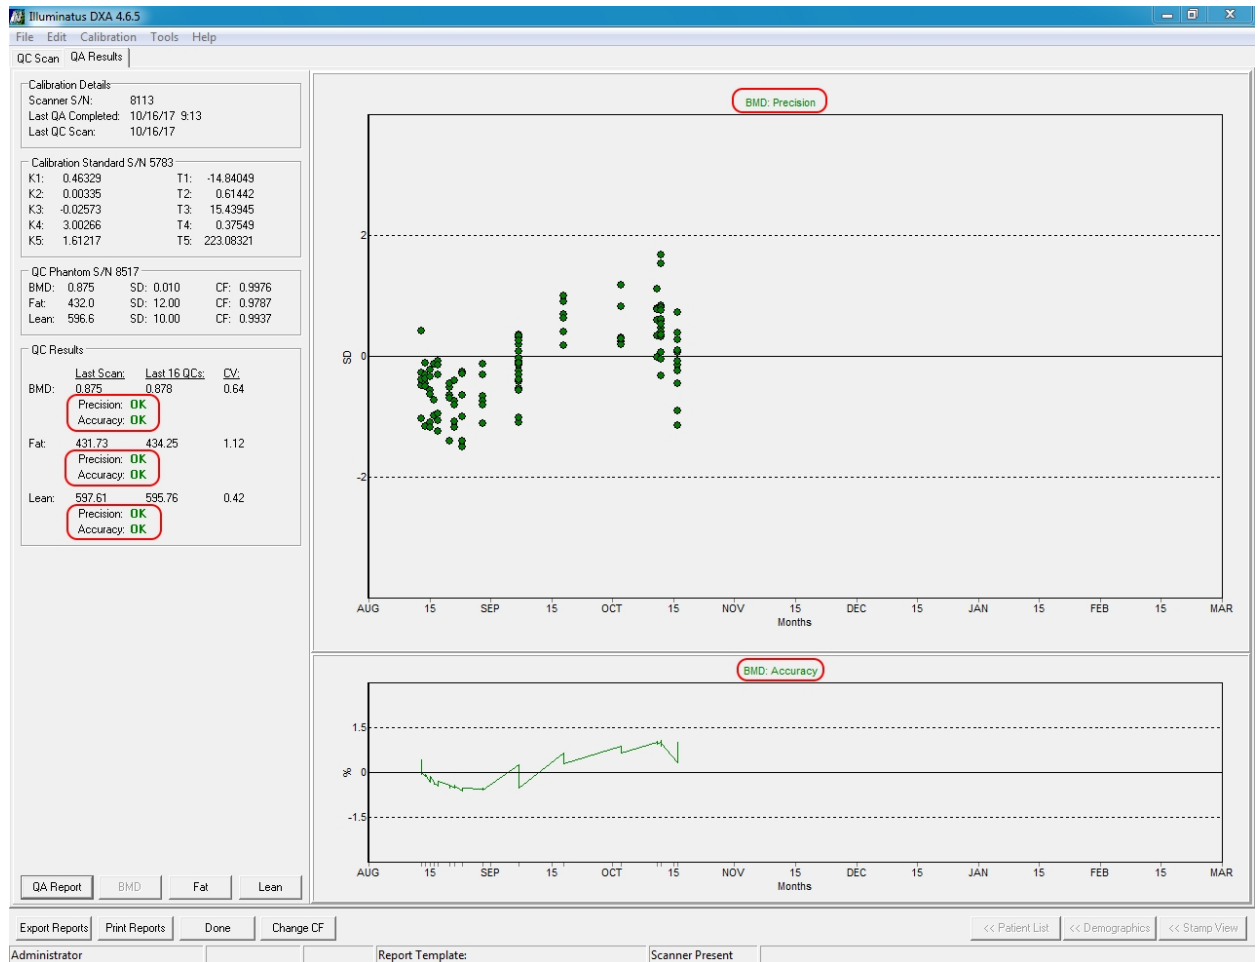 Illuminatus DXA 4.6.5
File Edit Calibration Tools Help
QC Scan QA Results
Calibration Details
Scanner S/N: 8113
Last QA Completed: 10/16/17 9:13
Last QC Scan: 10/16/17
Calibration Standard S/N 5783
K1: 0.46329 T1: -14.84049
K2: 0.00335 T2: 0.61442
K3: -0.02573 T3: 15.43945
K4: 3.00266 T4: 0.37549
K5: 1.61217 T5: 223.08321
QC Phantom S/N 8517
BMD: 0.875 SD: 0.010 CF: 0.9976
Fat: 432.0 SD: 12.00 CF: 0.9787
Lean: 596.6 SD: 10.00 CF: 0.9937
QC Results
Last Scan: Last 16 QCs: CV:
BMD: 0.875 0.878 0.64
Precision: OK
Accuracy: OK
Fat: 431.73 434.25 1.12
Precision: OK
Accuracy: OK
Lean: 597.61 595.76 0.42
Precision: OK
Accuracy: OK
QA Report BMD Fat Lean
BMD: Precision
2
SD 0
-2
AUG 15 SEP 15 OCT 15 NOV 15 DEC 15 JAN 15 FEB 15 MAR
Months
BMD: Accuracy
1.5
% 0
-1.5
AUG 15 SEP 15 OCT 15 NOV 15 DEC 15 JAN 15 FEB 15 MAR
Months
Export Reports Print Reports Done Change CF << Patient List << Demographics << Stamp View
Administrator Report Template: Scanner Present